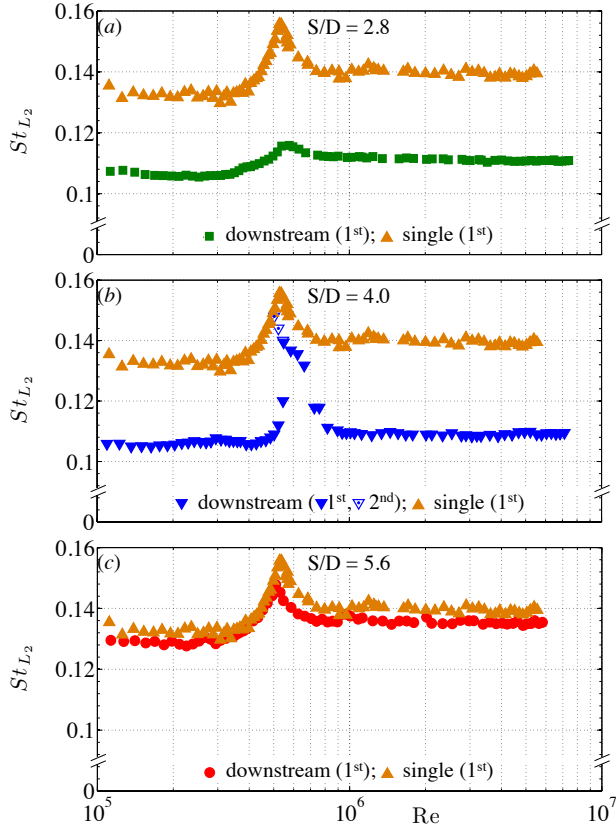 0.16
(a)
S/D = 2.8
0.14
St_{L_2}
0.12
0.1
downstream (1st); single (1st)
0
0.16
(b)
S/D = 4.0
0.14
St_{L_2}
0.12
0.1
downstream (1st, 2nd); single (1st)
0
0.16
(c)
S/D = 5.6
0.14
St_{L_2}
0.12
0.1
downstream (1st); single (1st)
0
10^5 10^6 Re 10^7